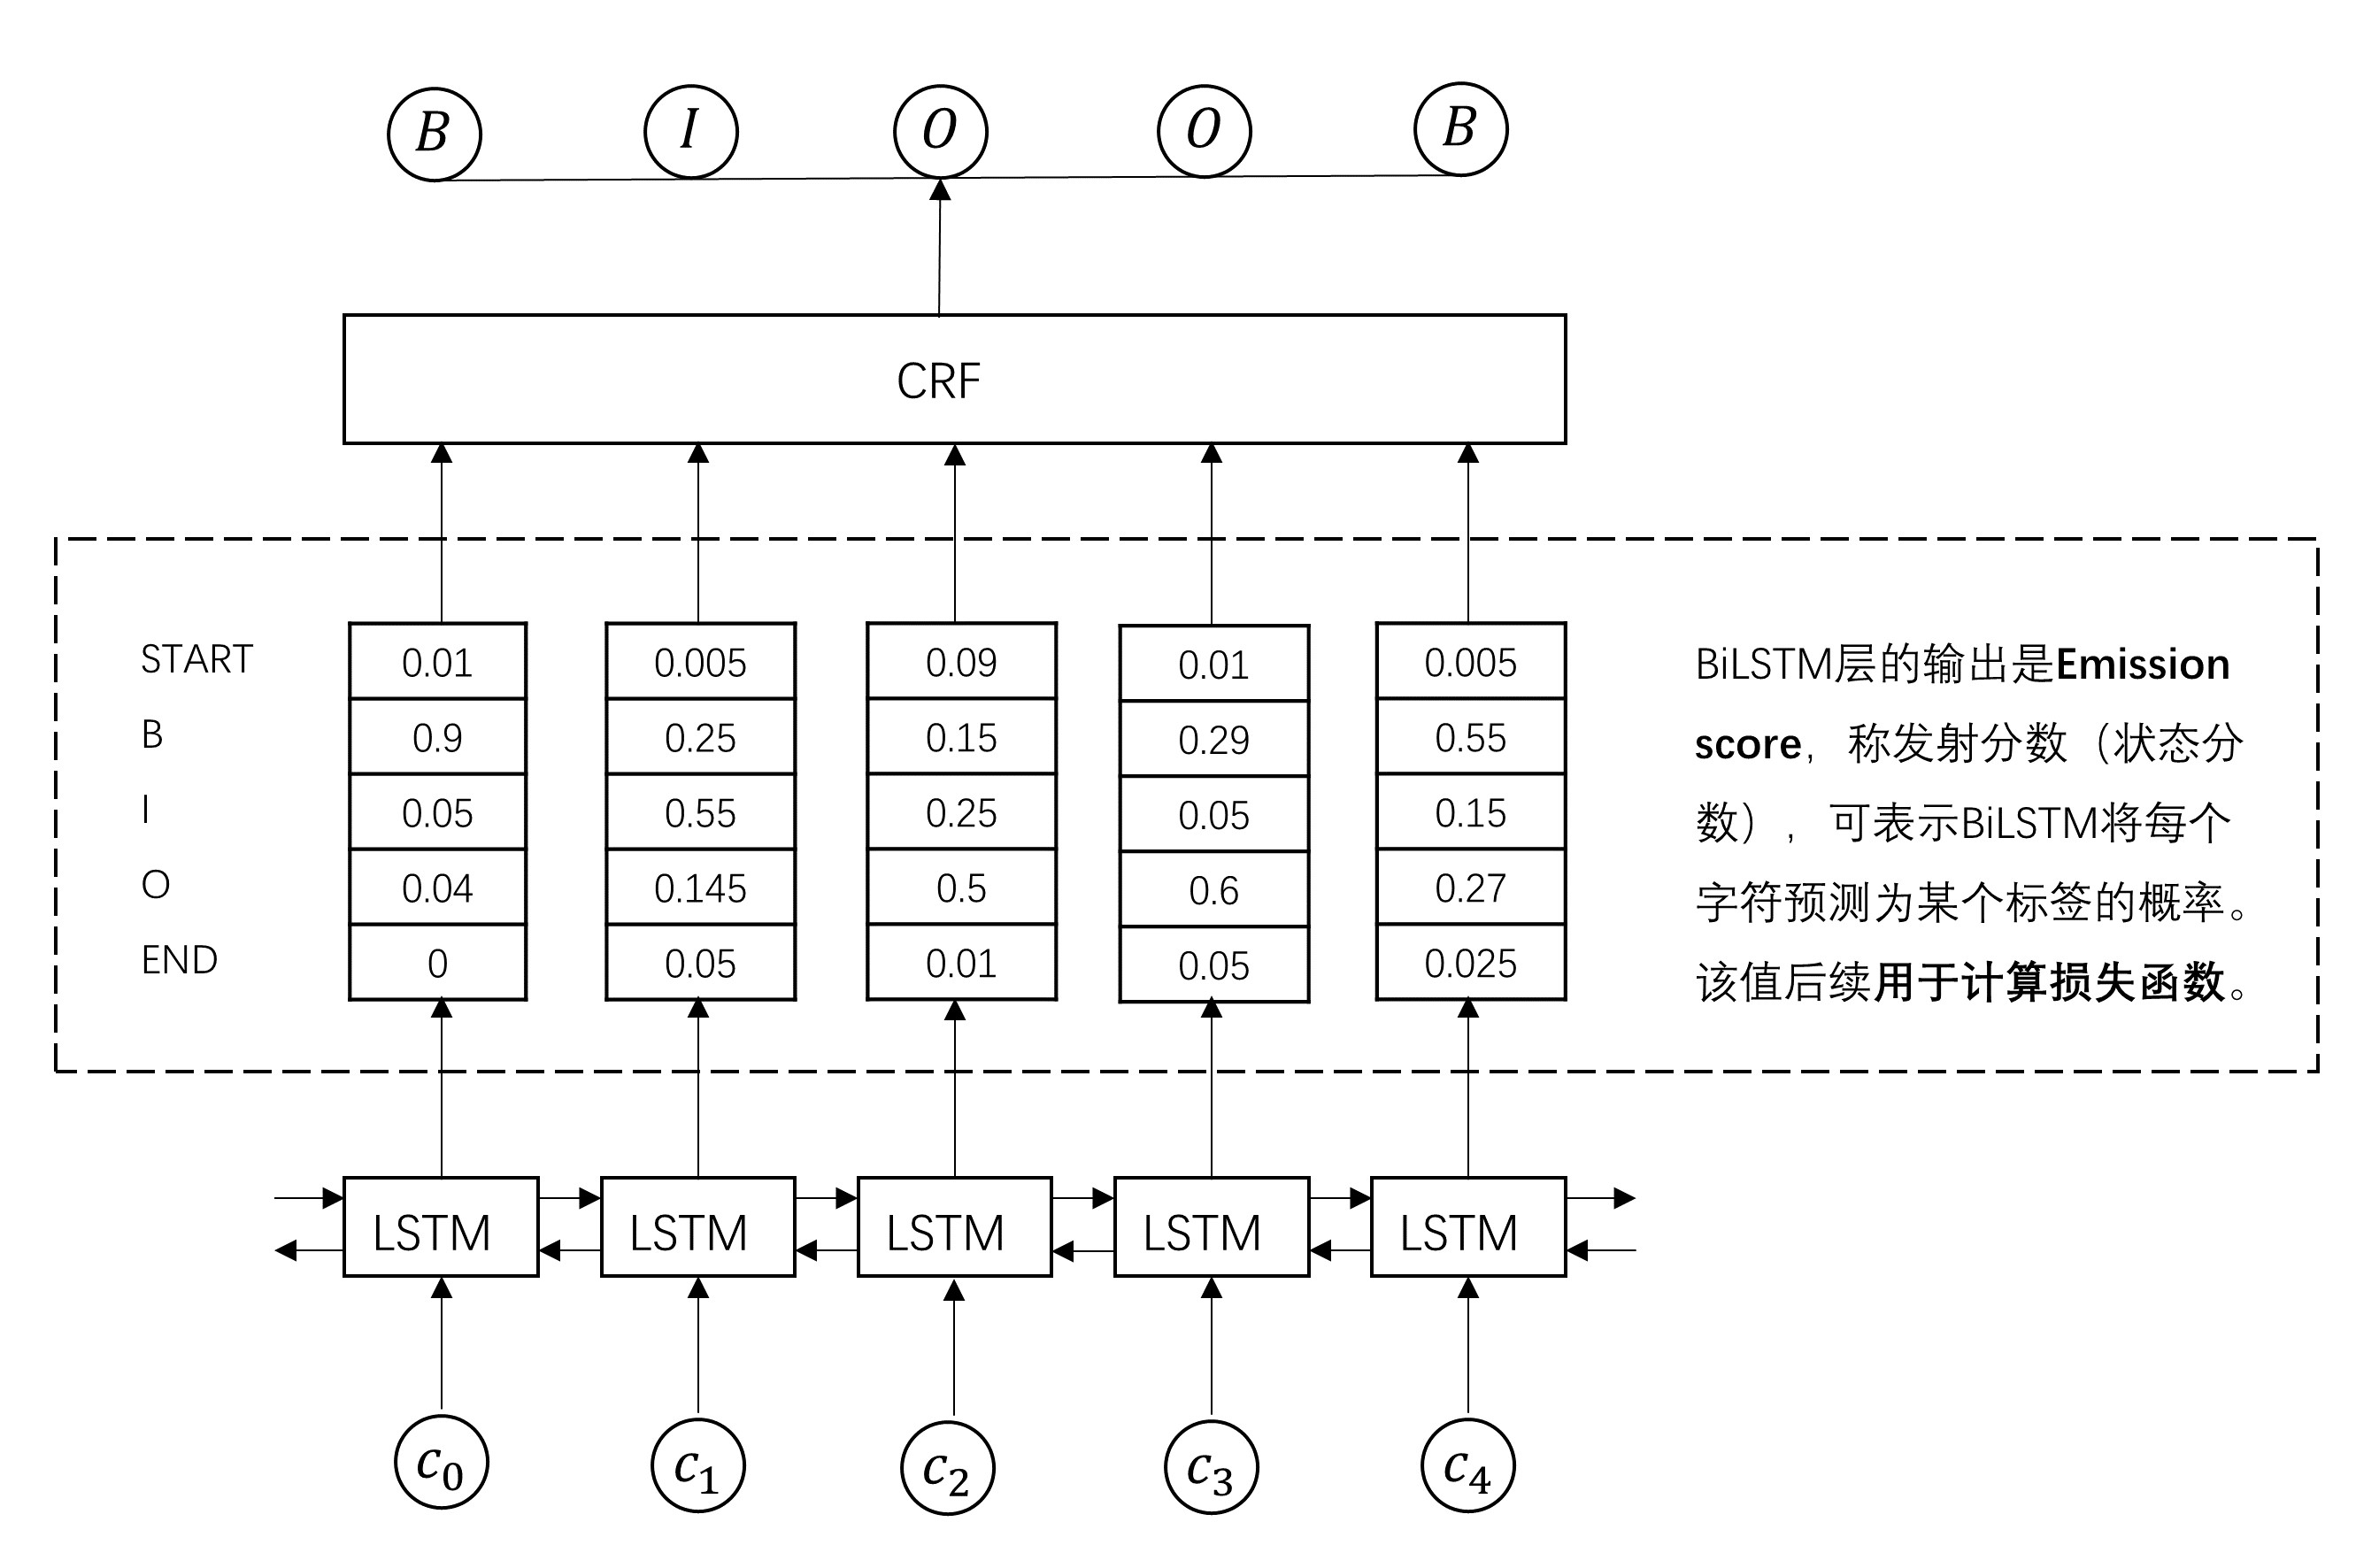 B I O O B
CRF
START 0.01 0.005 0.09 0.01 0.005
B 0.9 0.25 0.15 0.29 0.55
I 0.05 0.55 0.25 0.05 0.15
O 0.04 0.145 0.5 0.6 0.27
END 0 0.05 0.01 0.05 0.025
BiLSTM层的输出是Emission
score，称发射分数（状态分
数），可表示BiLSTM将每个
字符预测为某个标签的概率。
该值后续用于计算损失函数。
LSTM LSTM LSTM LSTM LSTM
c₀ c₁ c₂ c₃ c₄